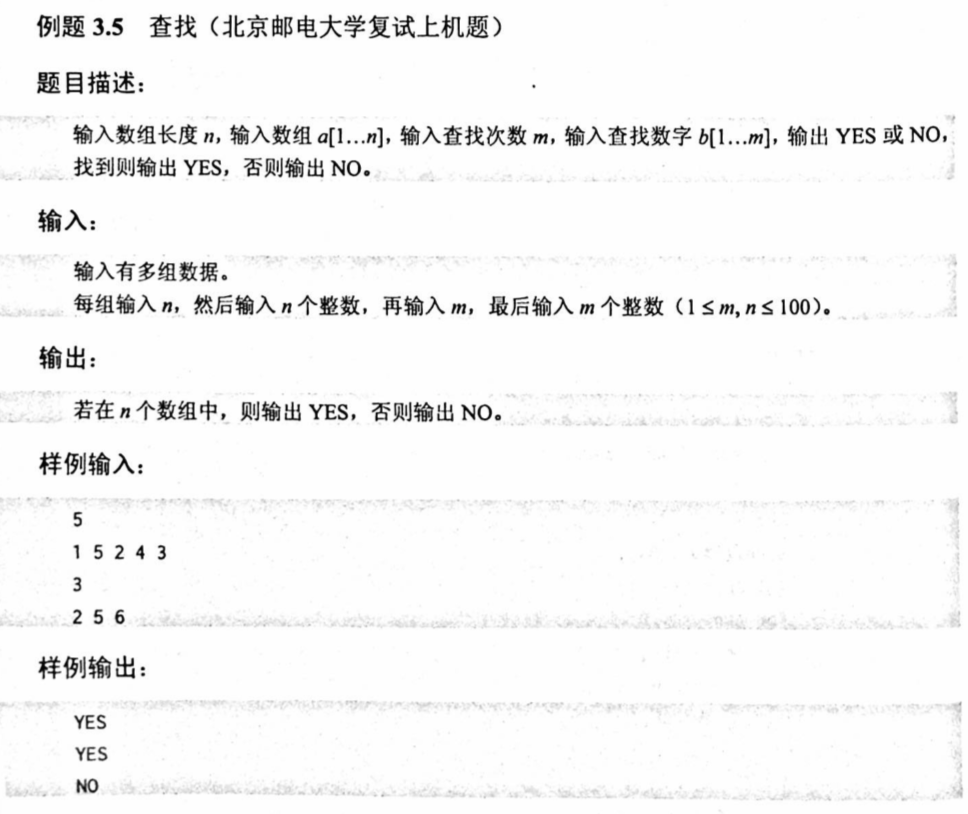 例题 3.5 查找（北京邮电大学复试上机题）
题目描述：
输入数组长度 n，输入数组 a[1…n]，输入查找次数 m，输入查找数字 b[1…m]，输出 YES 或 NO，
找到则输出 YES，否则输出 NO。
输入：
输入有多组数据。
每组输入 n，然后输入 n 个整数，再输入 m，最后输入 m 个整数（1 ≤ m, n ≤ 100）。
输出：
若在 n 个数组中，则输出 YES，否则输出 NO。
样例输入：
5
1 5 2 4 3
3
2 5 6
样例输出：
YES
YES
NO